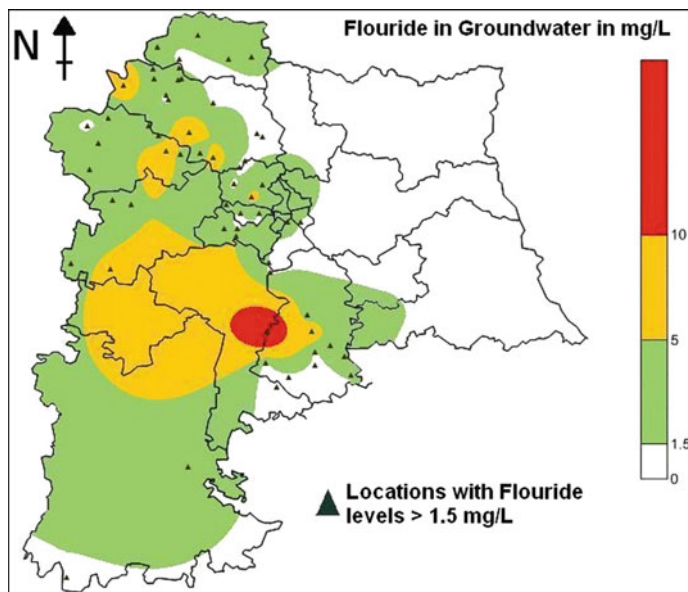 Flouride in Groundwater in mg/L
N
10
5
1.5
0
Locations with Flouride
levels > 1.5 mg/L